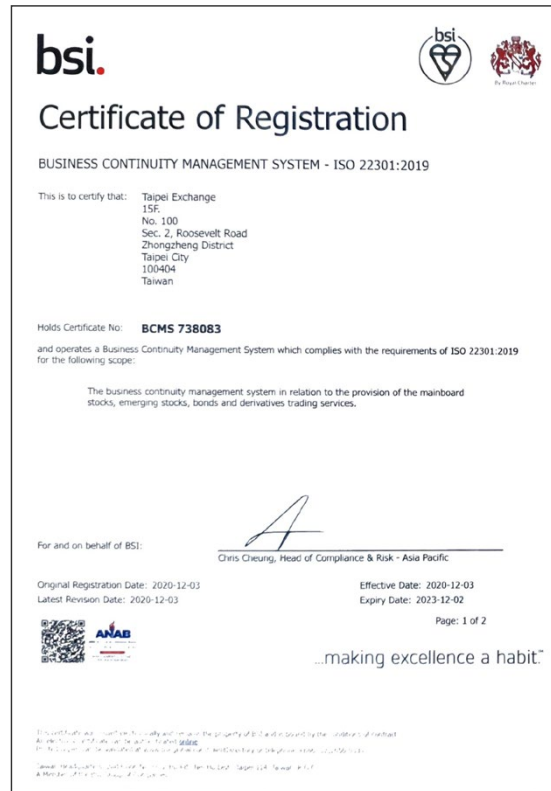 bsi.
bsi.
By Royal Charter
Certificate of Registration
BUSINESS CONTINUITY MANAGEMENT SYSTEM - ISO 22301:2019
This is to certify that: Taipei Exchange
15F.
No. 100
Sec. 2, Roosevelt Road
Zhongzheng District
Taipei City
100404
Taiwan
Holds Certificate No: BCMS 738083
and operates a Business Continuity Management System which complies with the requirements of ISO 22301:2019
for the following scope:
The business continuity management system in relation to the provision of the mainboard
stocks, emerging stocks, bonds and derivatives trading services.
For and on behalf of BSI:
Chris Cheung, Head of Compliance & Risk - Asia Pacific
Original Registration Date: 2020-12-03 Effective Date: 2020-12-03
Latest Revision Date: 2020-12-03 Expiry Date: 2023-12-02
Page: 1 of 2
ANAB
...making excellence a habit.™